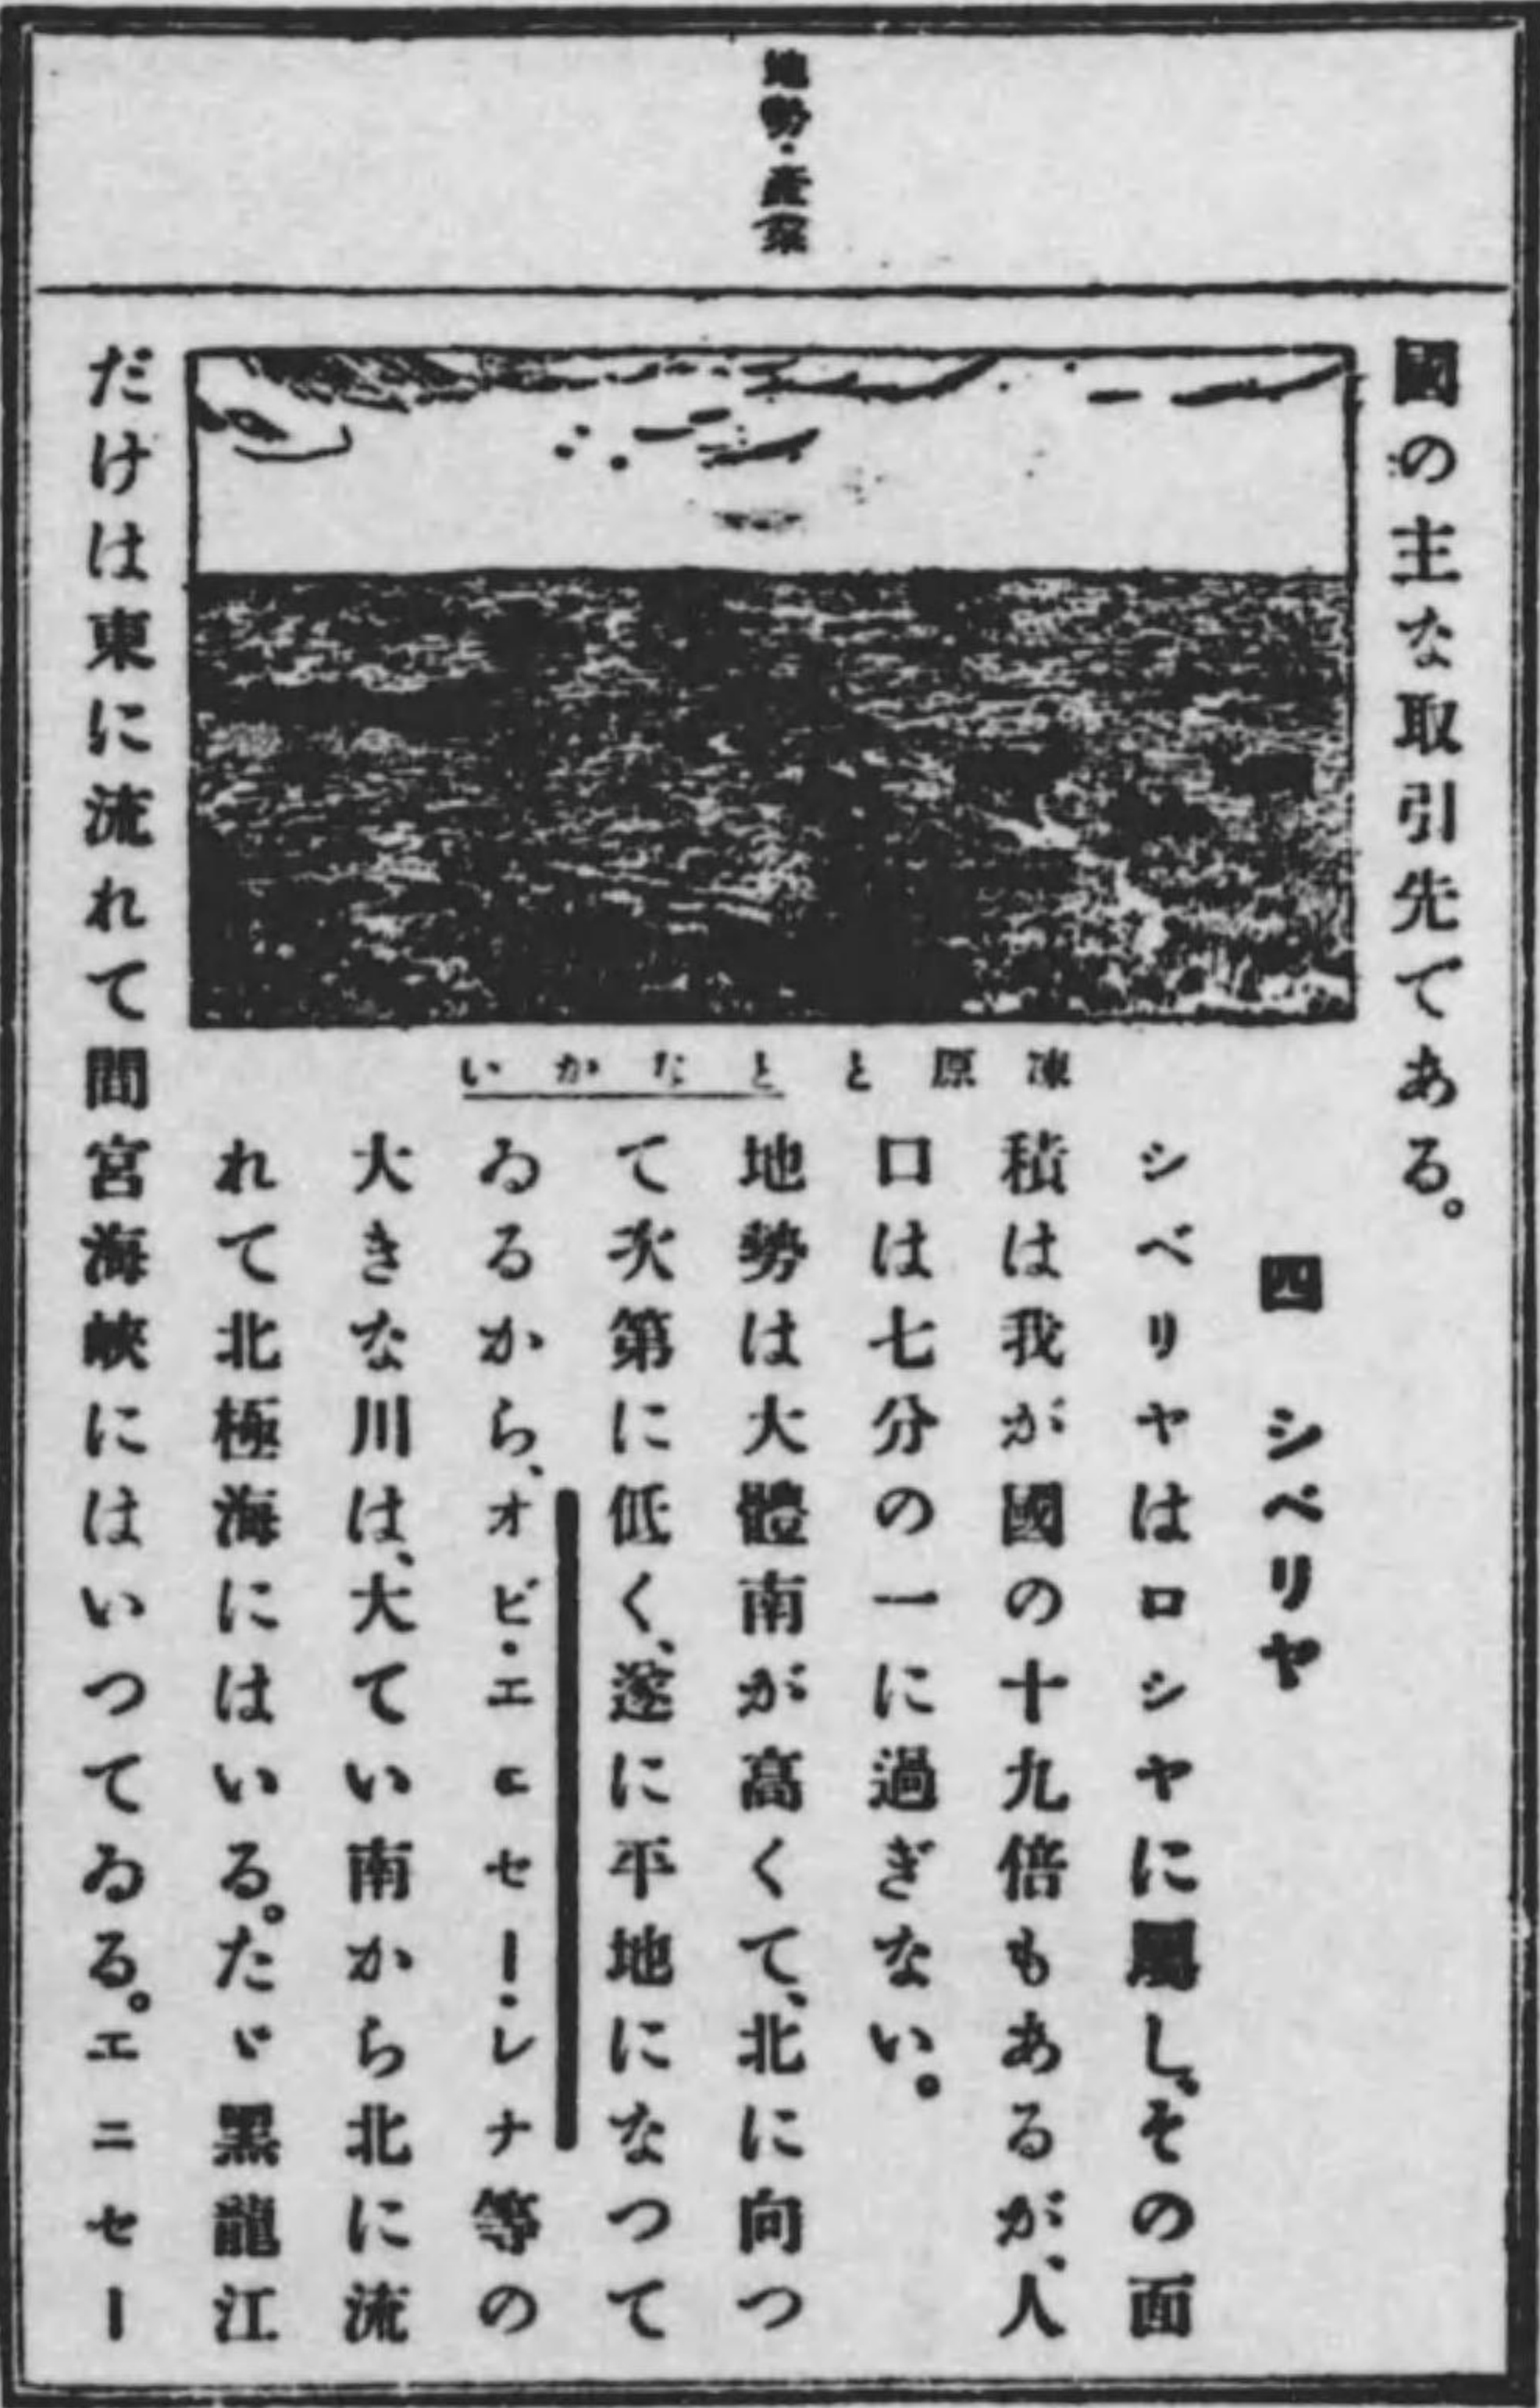 地勢・産業
國の主な取引先である。
四 シベリヤ
凍原ととなかい
シベリヤはロシヤに屬し、その面
積は我が國の十九倍もあるが、人
口は七分の一に過ぎない。
地勢は大體南が高くて、北に向つ
て次第に低く、遂に平地になつて
ゐるから、オビ・エニセー・レナ等の
大きな川は、大てい南から北に流
れて北極海にはいる。たゞ黑龍江
だけは東に流れて間宮海峽にはいつてゐる。エニセー